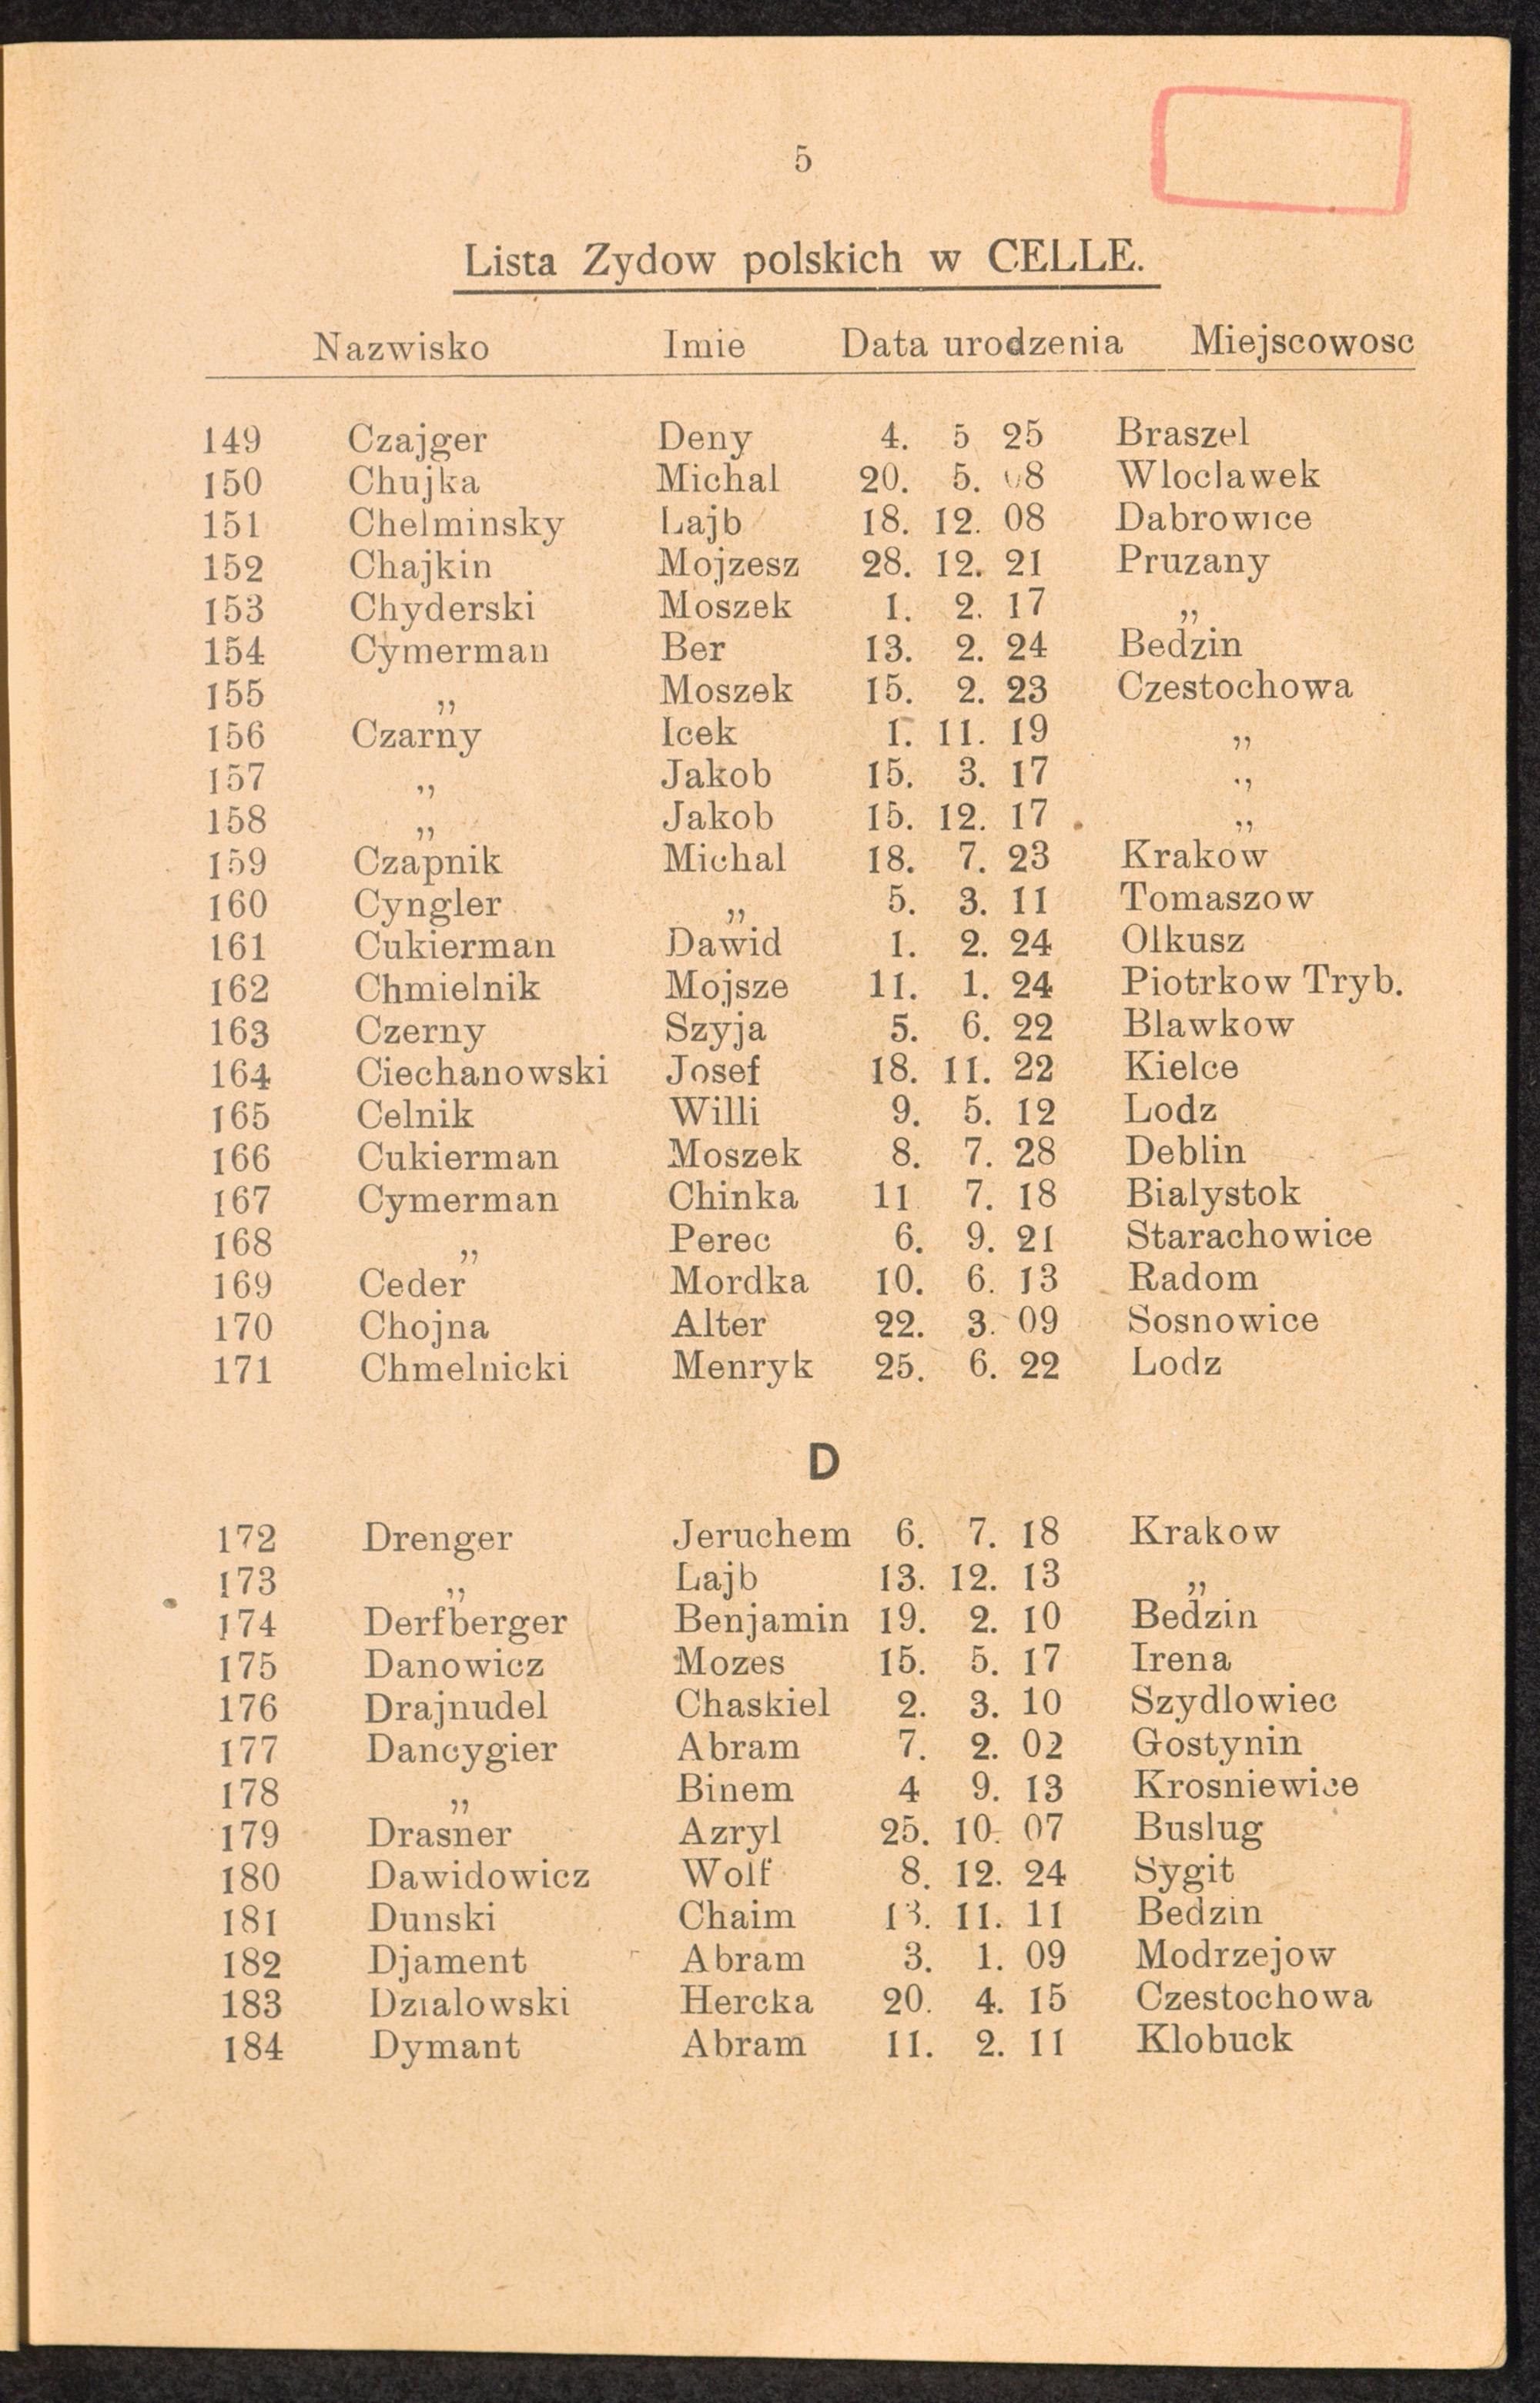 5
Lista Zydow polskich w CELLE.
Nazwisko Imie Data urodzenia Miejscowosc
149 Czajger Deny 4. 5 25 Braszel
150 Chujka Michal 20. 5. 08 Wloclawek
151 Chelminsky Lajb 18. 12. 08 Dabrowice
152 Chajkin Mojzesz 28. 12. 21 Pruzany
153 Chyderski Moszek 1. 2. 17 „
154 Cymerman Ber 13. 2. 24 Bedzin
155 „ Moszek 15. 2. 23 Czestochowa
156 Czarny Icek 1. 11. 19 „
157 „ Jakob 15. 3. 17 „
158 „ Jakob 15. 12. 17 „
159 Czapnik Michal 18. 7. 23 Krakow
160 Cyngler „ 5. 3. 11 Tomaszow
161 Cukierman Dawid 1. 2. 24 Olkusz
162 Chmielnik Mojsze 11. 1. 24 Piotrkow Tryb.
163 Czerny Szyja 5. 6. 22 Blawkow
164 Ciechanowski Josef 18. 11. 22 Kielce
165 Celnik Willi 9. 5. 12 Lodz
166 Cukierman Moszek 8. 7. 28 Deblin
167 Cymerman Chinka 11 7. 18 Bialystok
168 „ Perec 6. 9. 21 Starachowice
169 Ceder Mordka 10. 6. 13 Radom
170 Chojna Alter 22. 3. 09 Sosnowice
171 Chmelnicki Menryk 25. 6. 22 Lodz
D
172 Drenger Jeruchem 6. 7. 18 Krakow
173 „ Lajb 13. 12. 13 „
174 Derfberger Benjamin 19. 2. 10 Bedzin
175 Danowicz Mozes 15. 5. 17 Irena
176 Drajnudel Chaskiel 2. 3. 10 Szydlowiec
177 Dancygier Abram 7. 2. 02 Gostynin
178 „ Binem 4 9. 13 Krosniewice
179 Drasner Azryl 25. 10. 07 Buslug
180 Dawidowicz Wolf 8. 12. 24 Sygit
181 Dunski Chaim 13. 11. 11 Bedzin
182 Djament Abram 3. 1. 09 Modrzejow
183 Dzialowski Hercka 20. 4. 15 Czestochowa
184 Dymant Abram 11. 2. 11 Klobuck